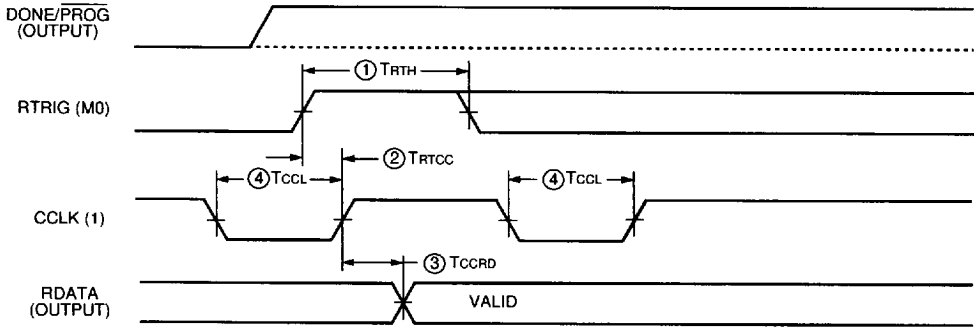 DONE/PROG
(OUTPUT)
① TRTH
RTRIG (M0)
② TRTCC
④ TCCL
④ TCCL
CCLK (1)
③ TCCRD
RDATA
(OUTPUT)
VALID